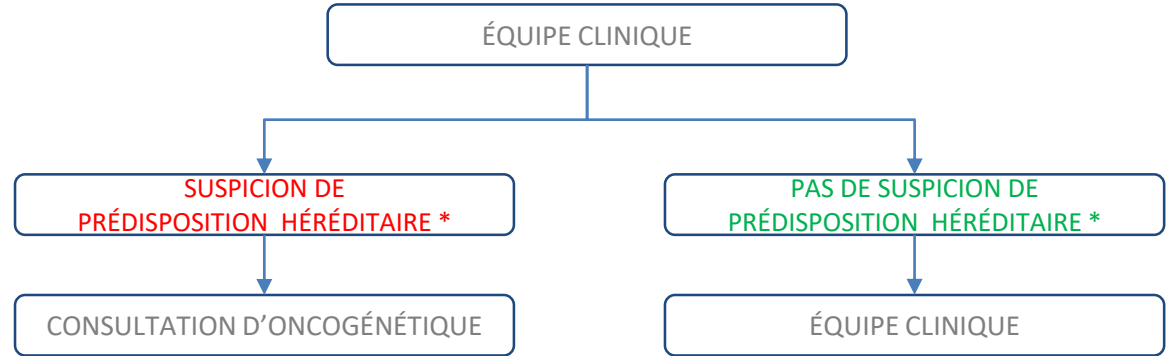 ÉQUIPE CLINIQUE
SUSPICION DE
PRÉDISPOSITION HÉRÉDITAIRE *
PAS DE SUSPICION DE
PRÉDISPOSITION HÉRÉDITAIRE *
CONSULTATION D’ONCOGÉNÉTIQUE
ÉQUIPE CLINIQUE